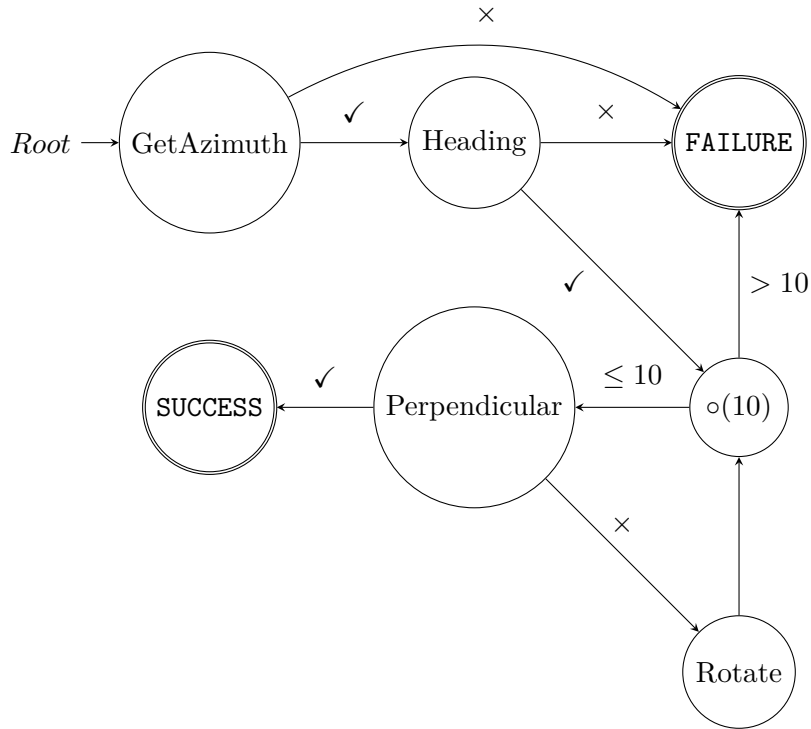 ×
Root GetAzimuth ✓ Heading × FAILURE
✓ > 10
SUCCESS ✓ Perpendicular ≤ 10 ∘(10)
×
Rotate